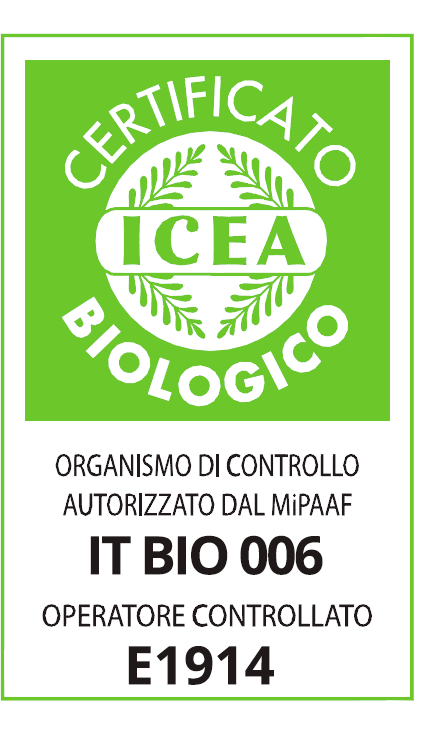 CERTIFICATO
ICEA
BIOLOGICO
ORGANISMO DI CONTROLLO
AUTORIZZATO DAL MiPAAF
IT BIO 006
OPERATORE CONTROLLATO
E1914